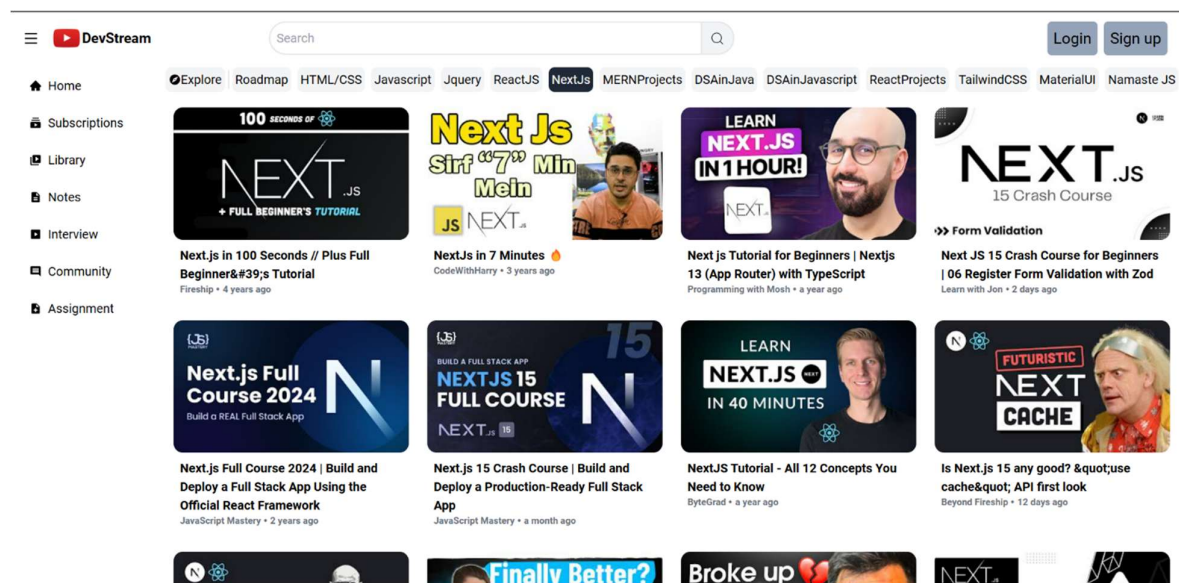 DevStream
Search
Login
Sign up
Home
Subscriptions
Library
Notes
Interview
Community
Assignment
Explore
Roadmap
HTML/CSS
Javascript
Jquery
ReactJS
NextJs
MERNProjects
DSAinJava
DSAinJavascript
ReactProjects
TailwindCSS
MaterialUI
Namaste JS
100 SECONDS OF
NEXT.JS
+ FULL BEGINNER'S TUTORIAL
Next.js in 100 Seconds // Plus Full
Beginner&#39;s Tutorial
Fireship • 4 years ago
Next Js
Sirf “7” Min
Mein
JS NEXT.JS
NextJs in 7 Minutes 🔥
CodeWithHarry • 3 years ago
LEARN
NEXT.JS
IN 1 HOUR!
NEXT.JS
Next js Tutorial for Beginners | Nextjs
13 (App Router) with TypeScript
Programming with Mosh • a year ago
NEXT.JS
15 Crash Course
Form Validation
Next JS 15 Crash Course for Beginners
| 06 Register Form Validation with Zod
Learn with Jon • 2 days ago
{JS}
MASTERY
Next.js Full
Course 2024
Build a REAL Full Stack App
N
Next.js Full Course 2024 | Build and
Deploy a Full Stack App Using the
Official React Framework
JavaScript Mastery • 2 years ago
{JS}
MASTERY
15
BUILD A FULL STACK APP
NEXTJS 15
FULL COURSE
NEXT.JS 15
N
Next.js 15 Crash Course | Build and
Deploy a Production-Ready Full Stack
App
JavaScript Mastery • a month ago
LEARN
NEXT.JS NEXT
IN 40 MINUTES
NextJS Tutorial - All 12 Concepts You
Need to Know
ByteGrad • a year ago
N
FUTURISTIC
NEXT
CACHE
Is Next.js 15 any good? &quot;use
cache&quot; API first look
Beyond Fireship • 12 days ago
N
Finally Better?
Broke up
NEXT